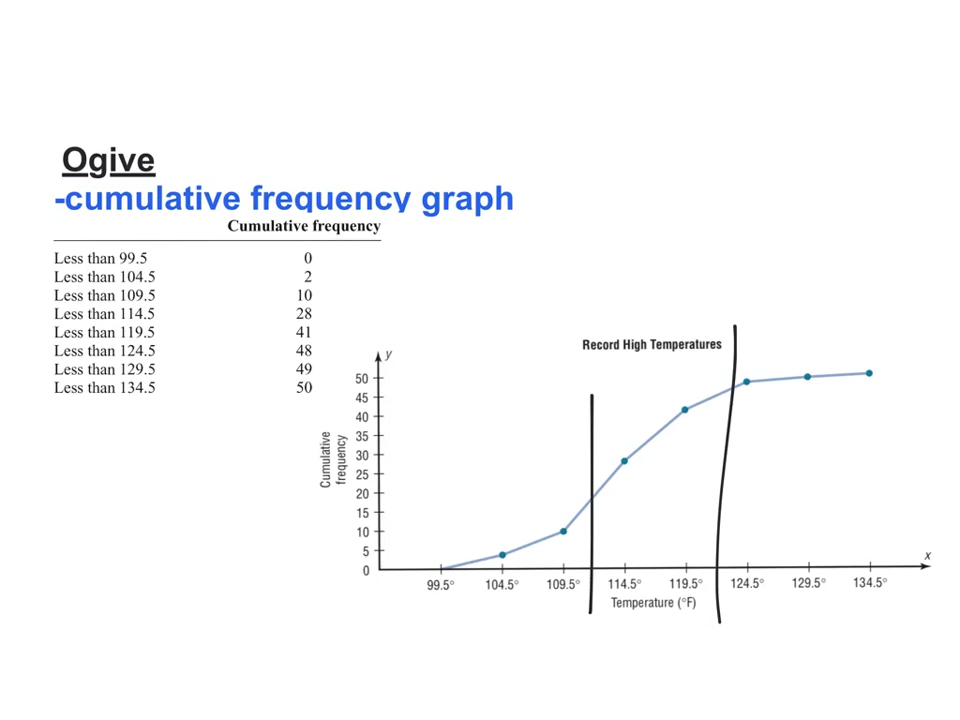 Ogive
-cumulative frequency graph
Cumulative frequency
Less than 99.5 0
Less than 104.5 2
Less than 109.5 10
Less than 114.5 28
Less than 119.5 41
Less than 124.5 48
Less than 129.5 49
Less than 134.5 50
Record High Temperatures
y
50
45
40
35
30
25
20
15
10
5
0
Cumulative
frequency
x
99.5° 104.5° 109.5° 114.5° 119.5° 124.5° 129.5° 134.5°
Temperature (°F)